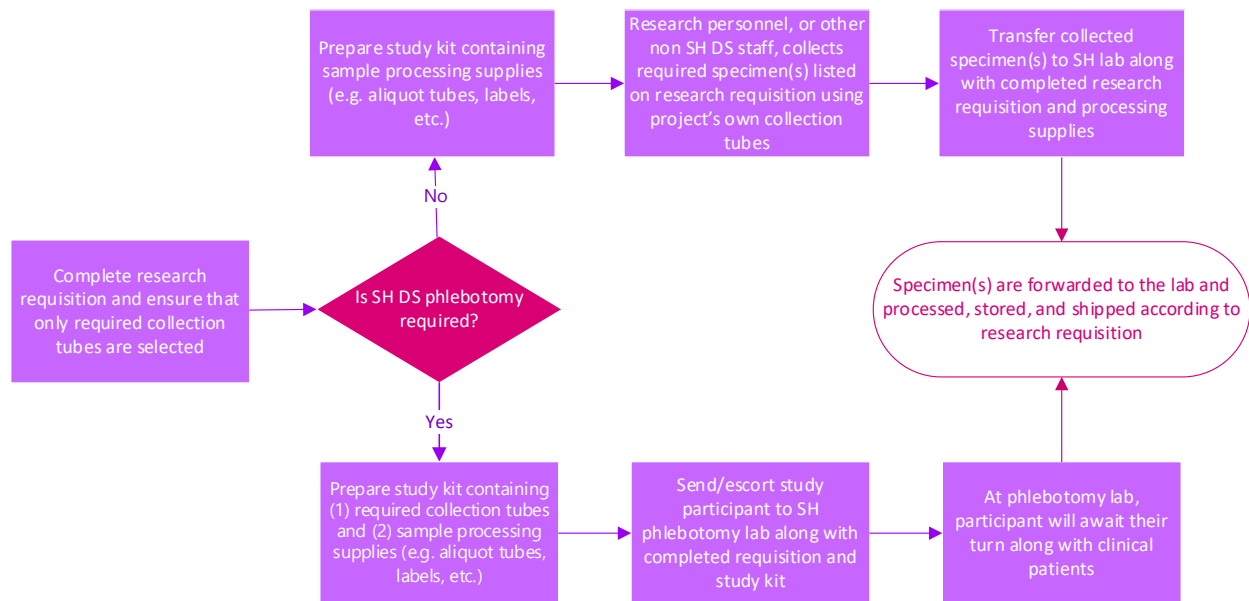 Complete research
requisition and ensure that
only required collection
tubes are selected
Is SH DS phlebotomy
required?
No
Prepare study kit containing
sample processing supplies
(e.g. aliquot tubes, labels,
etc.)
Research personnel, or other
non SH DS staff, collects
required specimen(s) listed
on research requisition using
project's own collection
tubes
Transfer collected
specimen(s) to SH lab along
with completed research
requisition and processing
supplies
Yes
Prepare study kit containing
(1) required collection tubes
and (2) sample processing
supplies (e.g. aliquot tubes,
labels, etc.)
Send/escort study
participant to SH
phlebotomy lab along with
completed requisition and
study kit
At phlebotomy lab,
participant will await their
turn along with clinical
patients
Specimen(s) are forwarded to the lab and
processed, stored, and shipped according to
research requisition